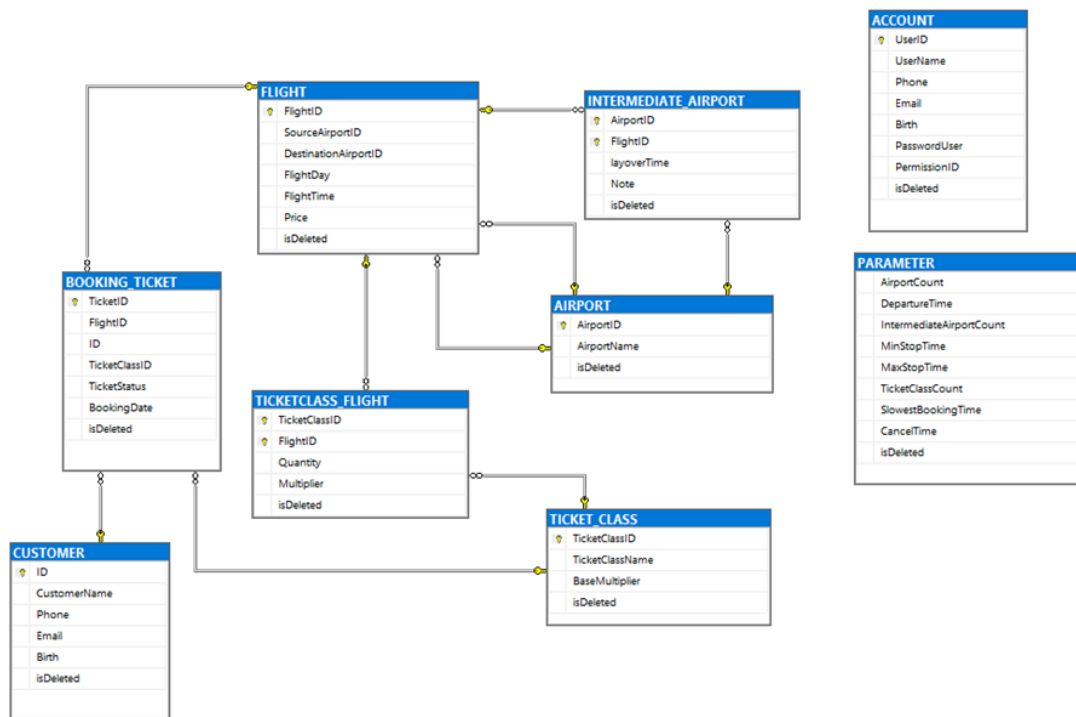 ACCOUNT
UserID
UserName
Phone
Email
Birth
PasswordUser
PermissionID
isDeleted
FLIGHT
FlightID
SourceAirportID
DestinationAirportID
FlightDay
FlightTime
Price
isDeleted
INTERMEDIATE_AIRPORT
AirportID
FlightID
layoverTime
Note
isDeleted
PARAMETER
AirportCount
DepartureTime
IntermediateAirportCount
MinStopTime
MaxStopTime
TicketClassCount
SlowestBookingTime
CancelTime
isDeleted
BOOKING_TICKET
TicketID
FlightID
ID
TicketClassID
TicketStatus
BookingDate
isDeleted
AIRPORT
AirportID
AirportName
isDeleted
TICKETCLASS_FLIGHT
TicketClassID
FlightID
Quantity
Multiplier
isDeleted
TICKET_CLASS
TicketClassID
TicketClassName
BaseMultiplier
isDeleted
CUSTOMER
ID
CustomerName
Phone
Email
Birth
isDeleted